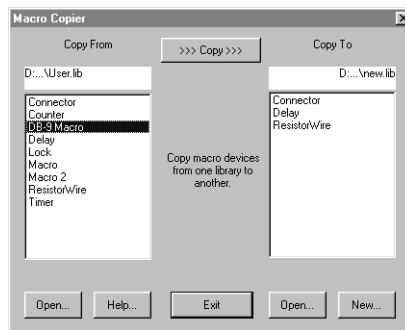 Macro Copier
Copy From
>>> Copy >>>
Copy To
D:...\User.lib
D:...\new.lib
Connector
Counter
DB-9 Macro
Delay
Lock
Macro
Macro 2
ResistorWire
Timer
Copy macro devices
from one library to
another.
Connector
Delay
ResistorWire
Open...
Help...
Exit
Open...
New...